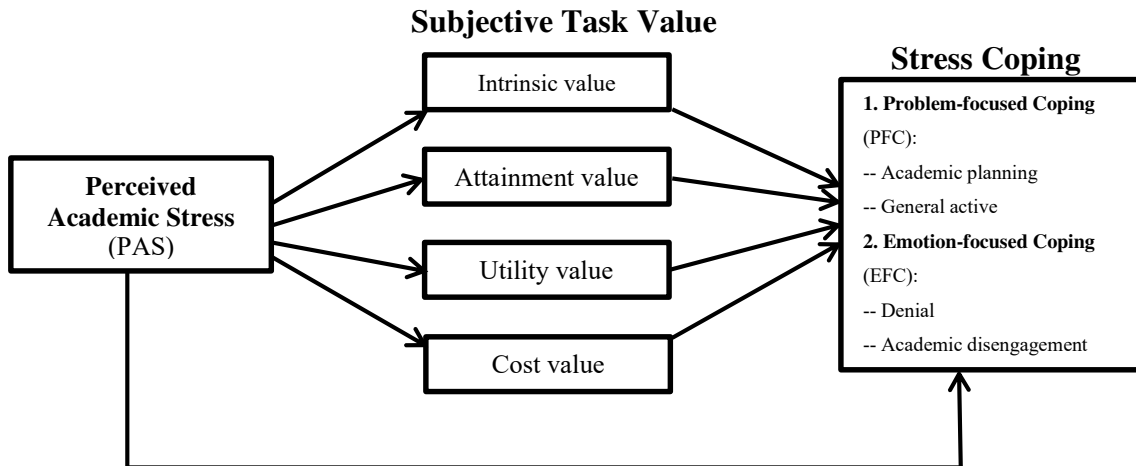 Subjective Task Value
Intrinsic value
Attainment value
Utility value
Cost value
Perceived
Academic Stress
(PAS)
Stress Coping
1. Problem-focused Coping
(PFC):
-- Academic planning
-- General active
2. Emotion-focused Coping
(EFC):
-- Denial
-- Academic disengagement